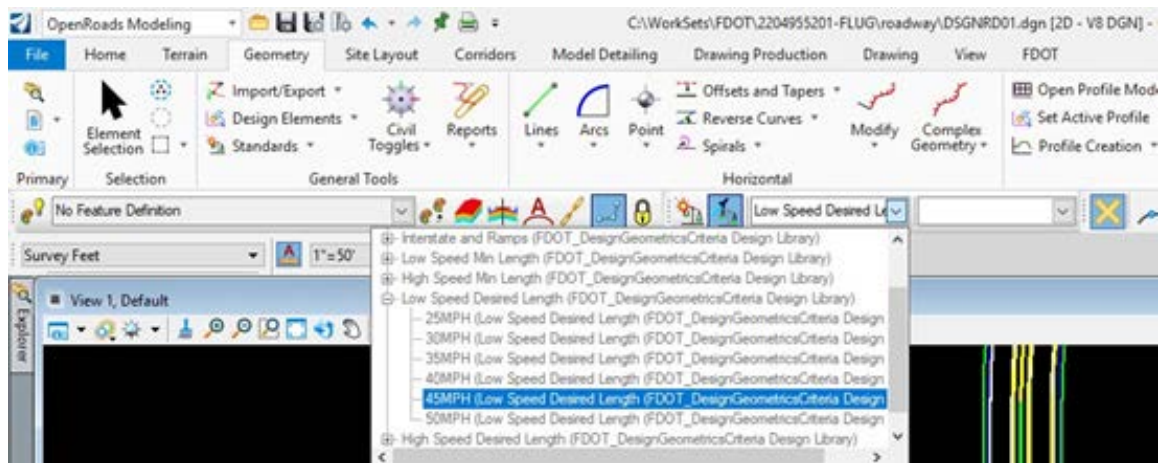 OpenRoads Modeling
C:\WorkSets\FDOT\2204955201-FLUG\roadway\DSGNRD01.dgn [2D - V8 DGN] -
File Home Terrain Geometry Site Layout Corridors Model Detailing Drawing Production Drawing View FDOT
Import/Export
Design Elements
Standards
Element
Selection
Civil
Toggles
Reports
Lines
Arcs
Point
Offsets and Tapers
Reverse Curves
Spirals
Modify
Complex
Geometry
Open Profile Mod
Set Active Profile
Profile Creation
Primary Selection General Tools Horizontal
No Feature Definition
Low Speed Desired Le
Survey Feet
1"=50'
Interstate and Ramps (FDOT_DesignGeometricsCriteria Design Library)
Low Speed Min Length (FDOT_DesignGeometricsCriteria Design Library)
High Speed Min Length (FDOT_DesignGeometricsCriteria Design Library)
Low Speed Desired Length (FDOT_DesignGeometricsCriteria Design Library)
25MPH (Low Speed Desired Length (FDOT_DesignGeometricsCriteria Design
30MPH (Low Speed Desired Length (FDOT_DesignGeometricsCriteria Design
35MPH (Low Speed Desired Length (FDOT_DesignGeometricsCriteria Design
40MPH (Low Speed Desired Length (FDOT_DesignGeometricsCriteria Design
45MPH (Low Speed Desired Length (FDOT_DesignGeometricsCriteria Design
50MPH (Low Speed Desired Length (FDOT_DesignGeometricsCriteria Design
High Speed Desired Length (FDOT_DesignGeometricsCriteria Design Library)
Explorer
View 1, Default